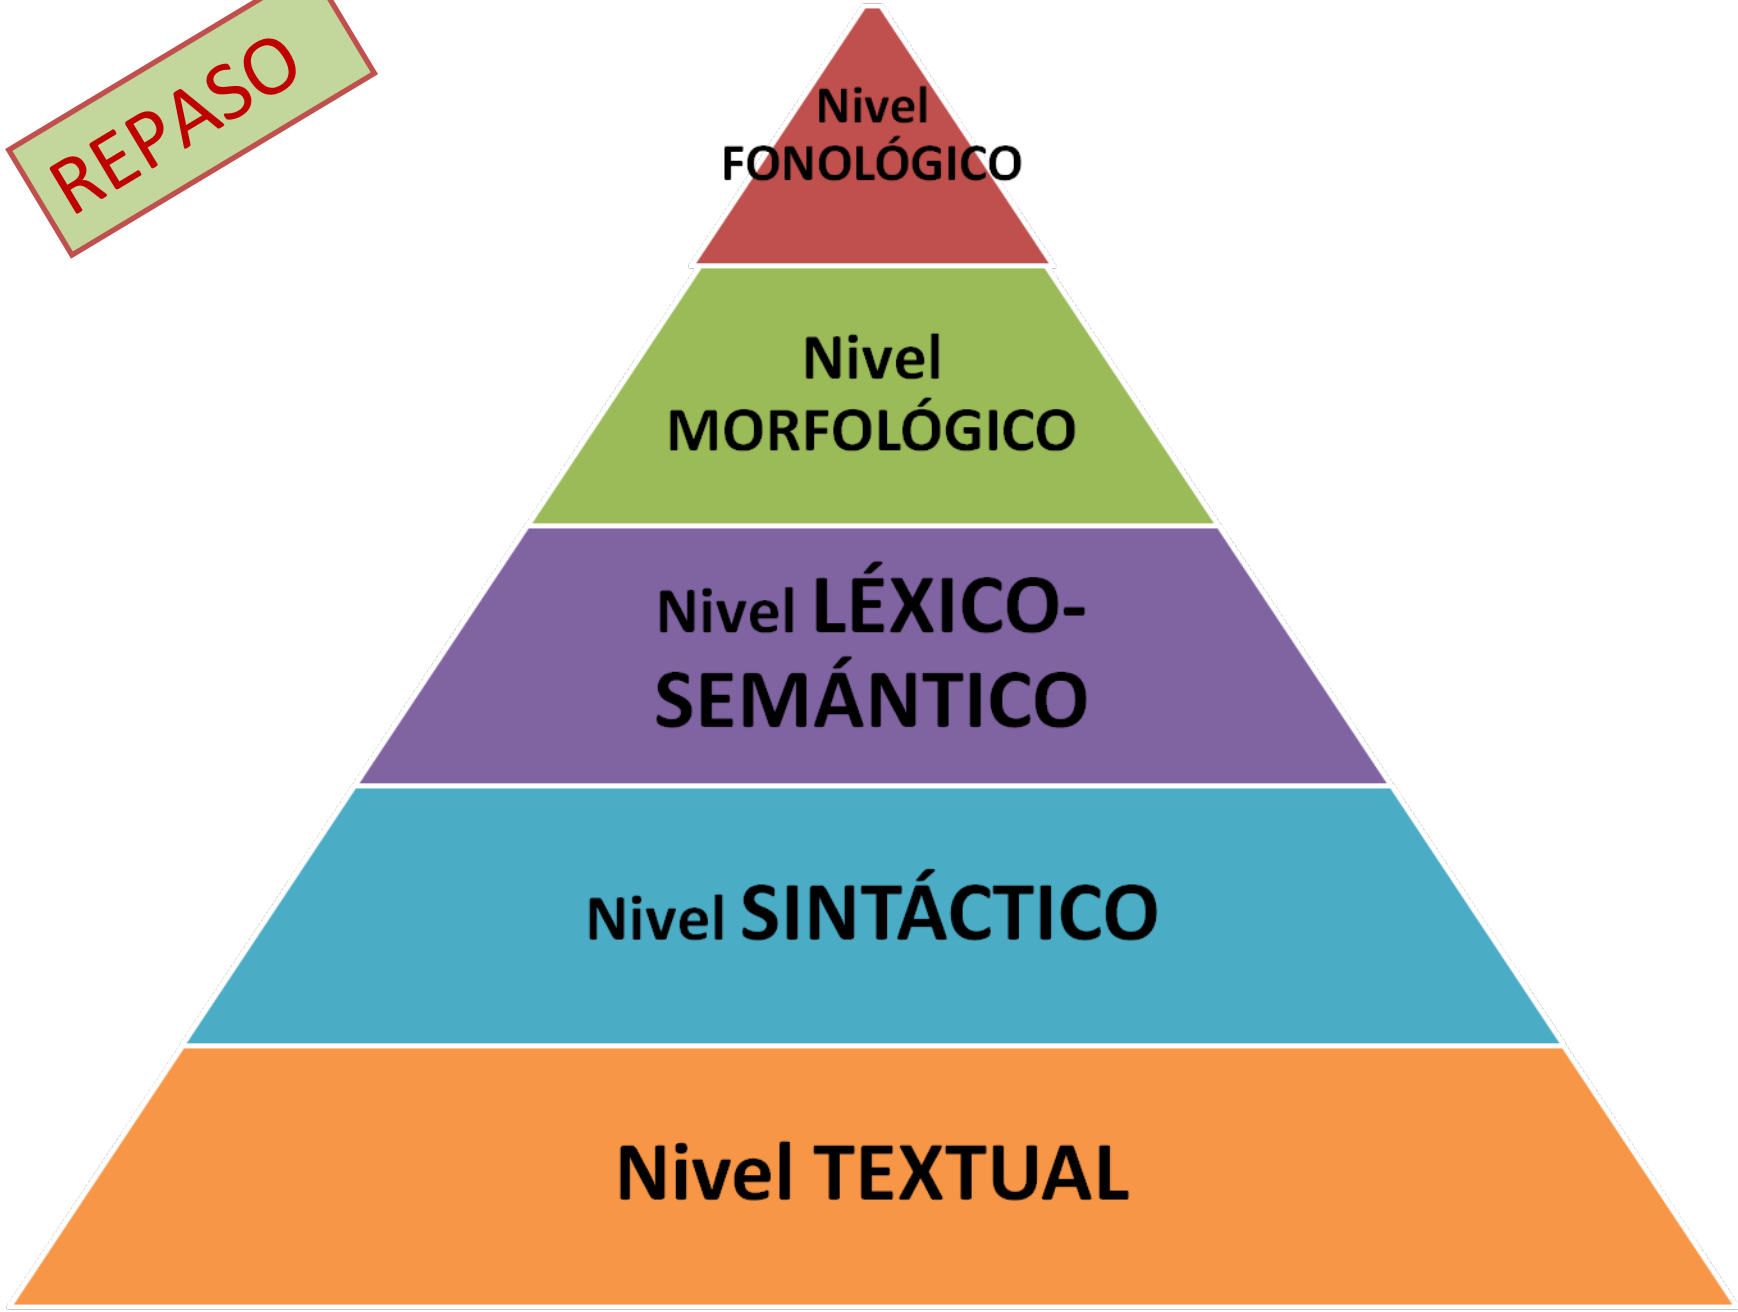 REPASO
Nivel
FONOLÓGICO
Nivel
MORFOLÓGICO
Nivel LÉXICO-
SEMÁNTICO
Nivel SINTÁCTICO
Nivel TEXTUAL